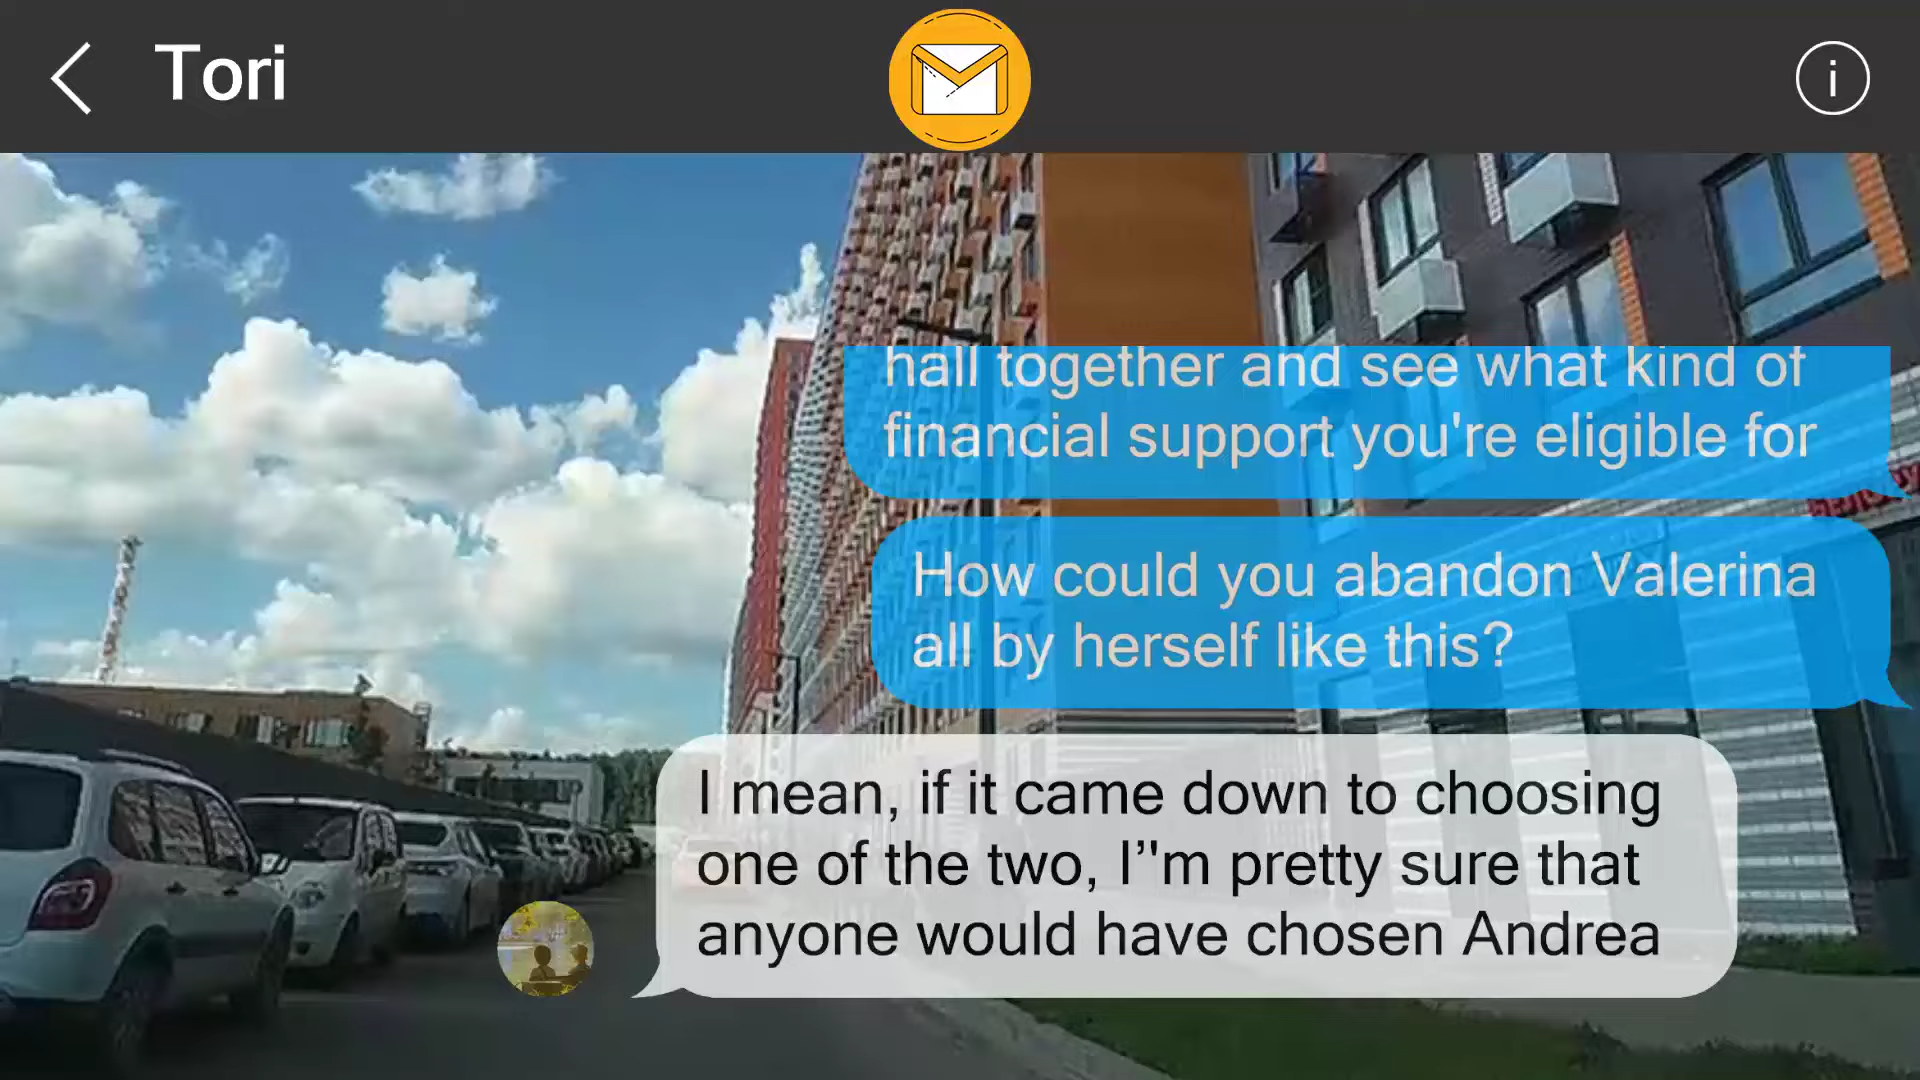 Tori
hall together and see what kind of
financial support you're eligible for
How could you abandon Valerina
all by herself like this?
I mean, if it came down to choosing
one of the two, I’'m pretty sure that
anyone would have chosen Andrea